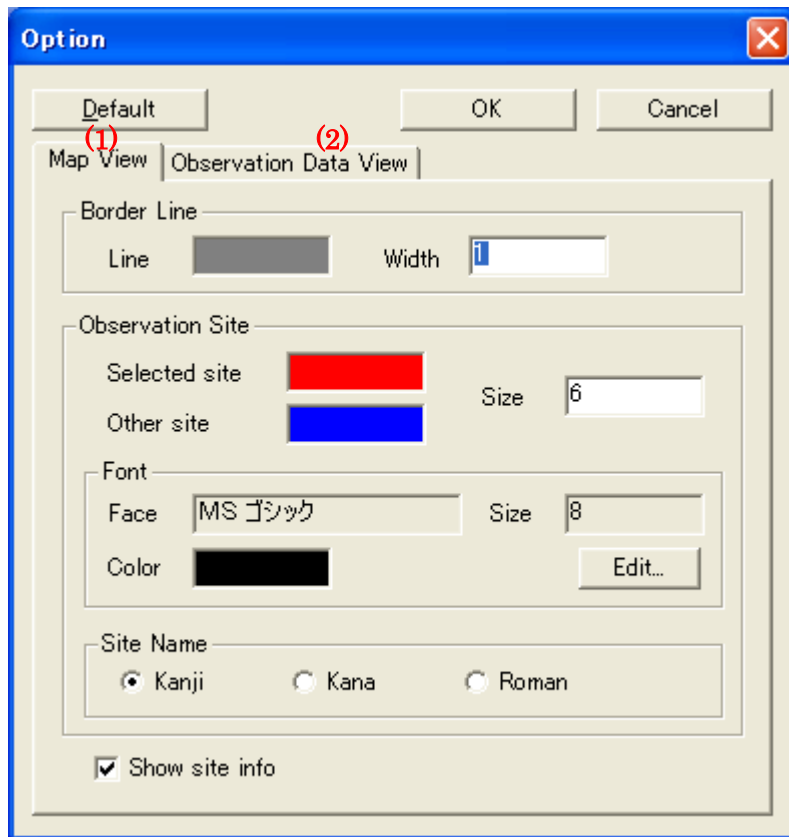 Option
Default OK Cancel
(1) (2)
Map View Observation Data View
Border Line
Line Width 1
Observation Site
Selected site
Size 6
Other site
Font
Face MS ゴシック Size 8
Color Edit...
Site Name
Kanji Kana Roman
Show site info